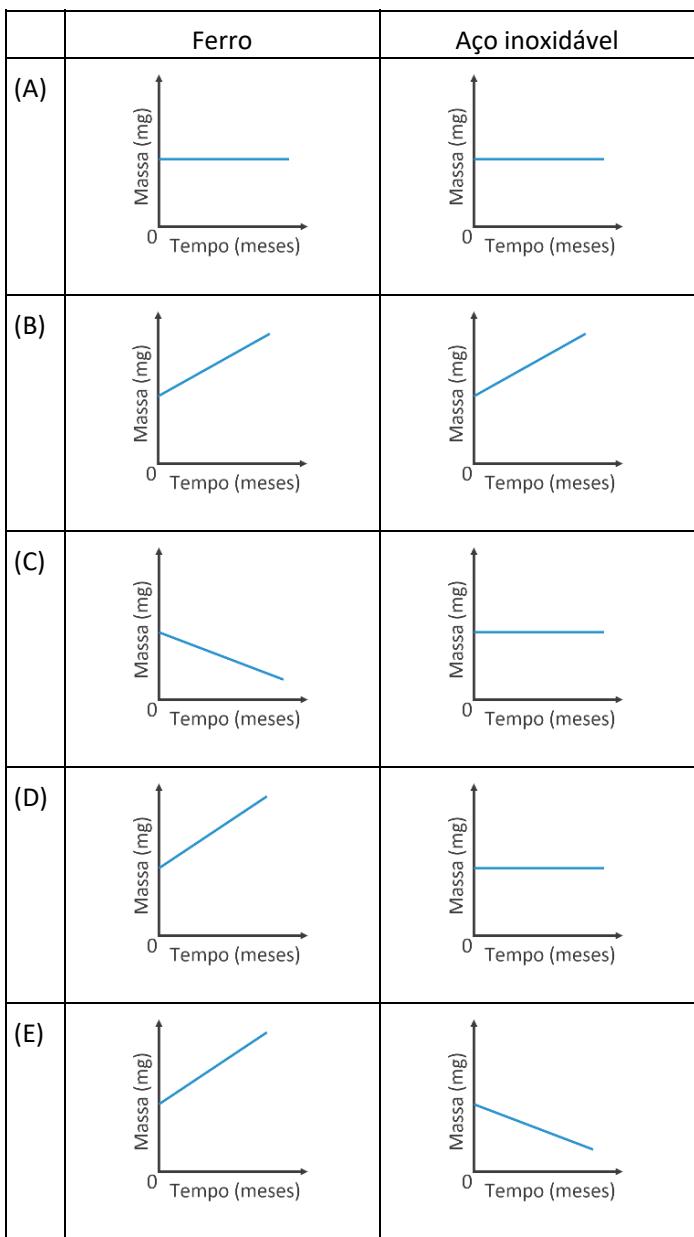 Ferro Aço inoxidável
(A)
Massa (mg) Massa (mg)
0 0
Tempo (meses) Tempo (meses)
(B)
Massa (mg) Massa (mg)
0 0
Tempo (meses) Tempo (meses)
(C)
Massa (mg) Massa (mg)
0 0
Tempo (meses) Tempo (meses)
(D)
Massa (mg) Massa (mg)
0 0
Tempo (meses) Tempo (meses)
(E)
Massa (mg) Massa (mg)
0 0
Tempo (meses) Tempo (meses)